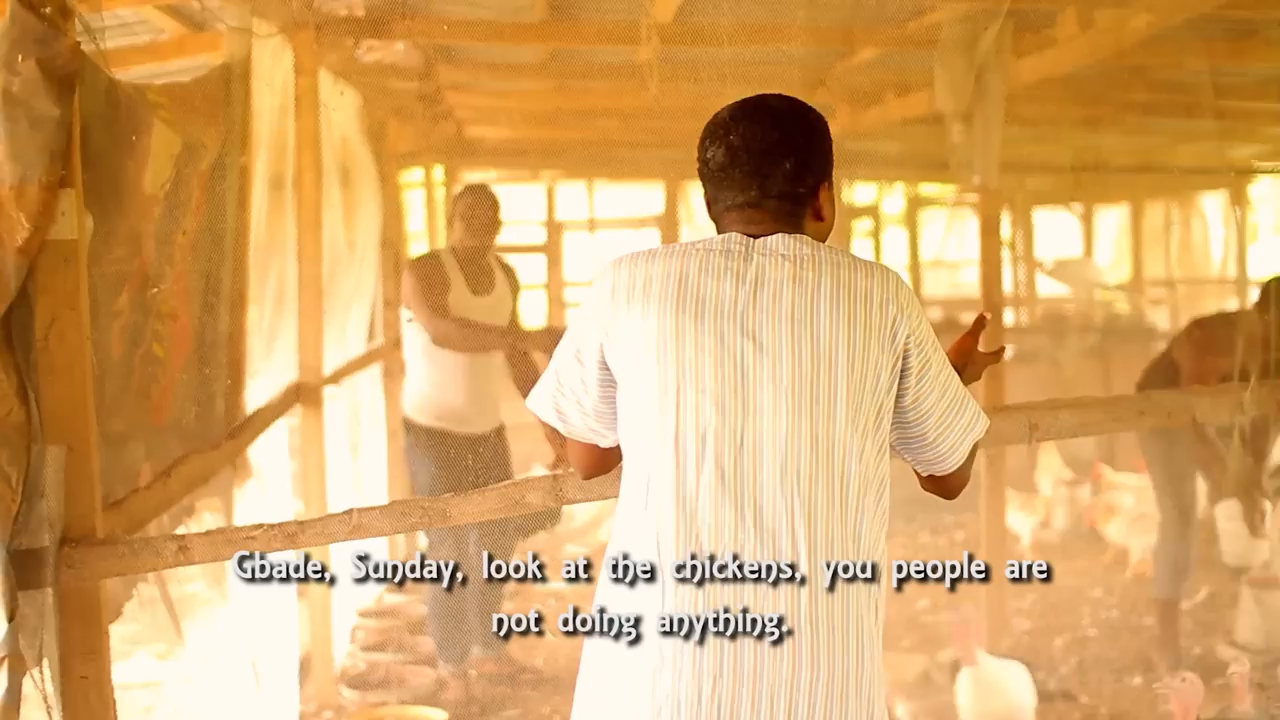 Gbade, Sunday, look at the chickens, you people are
not doing anything.